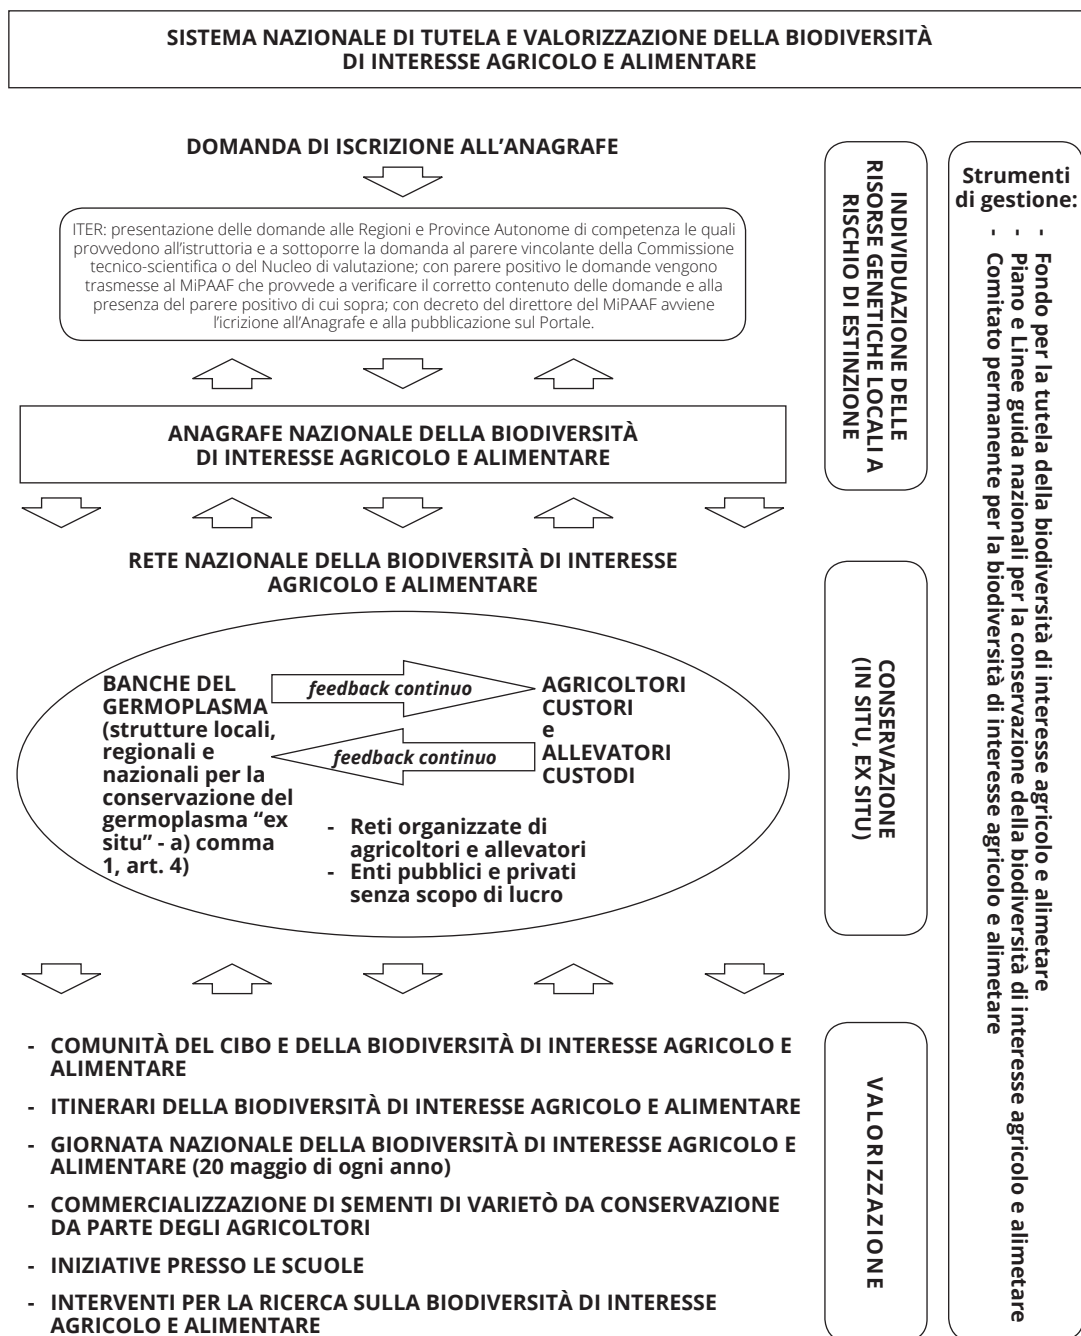 SISTEMA NAZIONALE DI TUTELA E VALORIZZAZIONE DELLA BIODIVERSITÀ
DI INTERESSE AGRICOLO E ALIMENTARE
DOMANDA DI ISCRIZIONE ALL'ANAGRAFE
ITER: presentazione delle domande alle Regioni e Province Autonome di competenza le quali
provvedono all'istruttoria e a sottoporre la domanda al parere vincolante della Commissione
tecnico-scientifica o del Nucleo di valutazione; con parere positivo le domande vengono
trasmesse al MiPAAF che provvede a verificare il corretto contenuto delle domande e alla
presenza del parere positivo di cui sopra; con decreto del direttore del MiPAAF avviene
l'icrizione all'Anagrafe e alla pubblicazione sul Portale.
ANAGRAFE NAZIONALE DELLA BIODIVERSITÀ
DI INTERESSE AGRICOLO E ALIMENTARE
RETE NAZIONALE DELLA BIODIVERSITÀ DI INTERESSE
AGRICOLO E ALIMENTARE
BANCHE DEL
GERMOPLASMA
(strutture locali,
regionali e
nazionali per la
conservazione del
germoplasma "ex
situ" - a) comma
1, art. 4)
feedback continuo
feedback continuo
AGRICOLTORI
CUSTORI
e
ALLEVATORI
CUSTODI
- Reti organizzate di
agricoltori e allevatori
- Enti pubblici e privati
senza scopo di lucro
- COMUNITÀ DEL CIBO E DELLA BIODIVERSITÀ DI INTERESSE AGRICOLO E
ALIMENTARE
- ITINERARI DELLA BIODIVERSITÀ DI INTERESSE AGRICOLO E ALIMENTARE
- GIORNATA NAZIONALE DELLA BIODIVERSITÀ DI INTERESSE AGRICOLO E
ALIMENTARE (20 maggio di ogni anno)
- COMMERCIALIZZAZIONE DI SEMENTI DI VARIETÒ DA CONSERVAZIONE
DA PARTE DEGLI AGRICOLTORI
- INIZIATIVE PRESSO LE SCUOLE
- INTERVENTI PER LA RICERCA SULLA BIODIVERSITÀ DI INTERESSE
AGRICOLO E ALIMENTARE
INDIVIDUAZIONE DELLE
RISORSE GENETICHE LOCALI A
RISCHIO DI ESTINZIONE
CONSERVAZIONE
(IN SITU, EX SITU)
VALORIZZAZIONE
Strumenti
di gestione:
- Fondo per la tutela della biodiversità di interesse agricolo e alimetare
- Piano e Linee guida nazionali per la conservazione della biodiversità di interesse agricolo e alimetare
- Comitato permanente per la biodiversità di interesse agricolo e alimetare